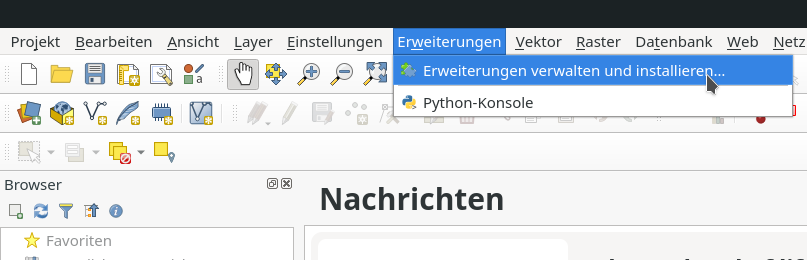 Projekt Bearbeiten Ansicht Layer Einstellungen Erweiterungen Vektor Raster Datenbank Web Netz
Erweiterungen verwalten und installieren...
Python-Konsole
Browser
Nachrichten
Favoriten